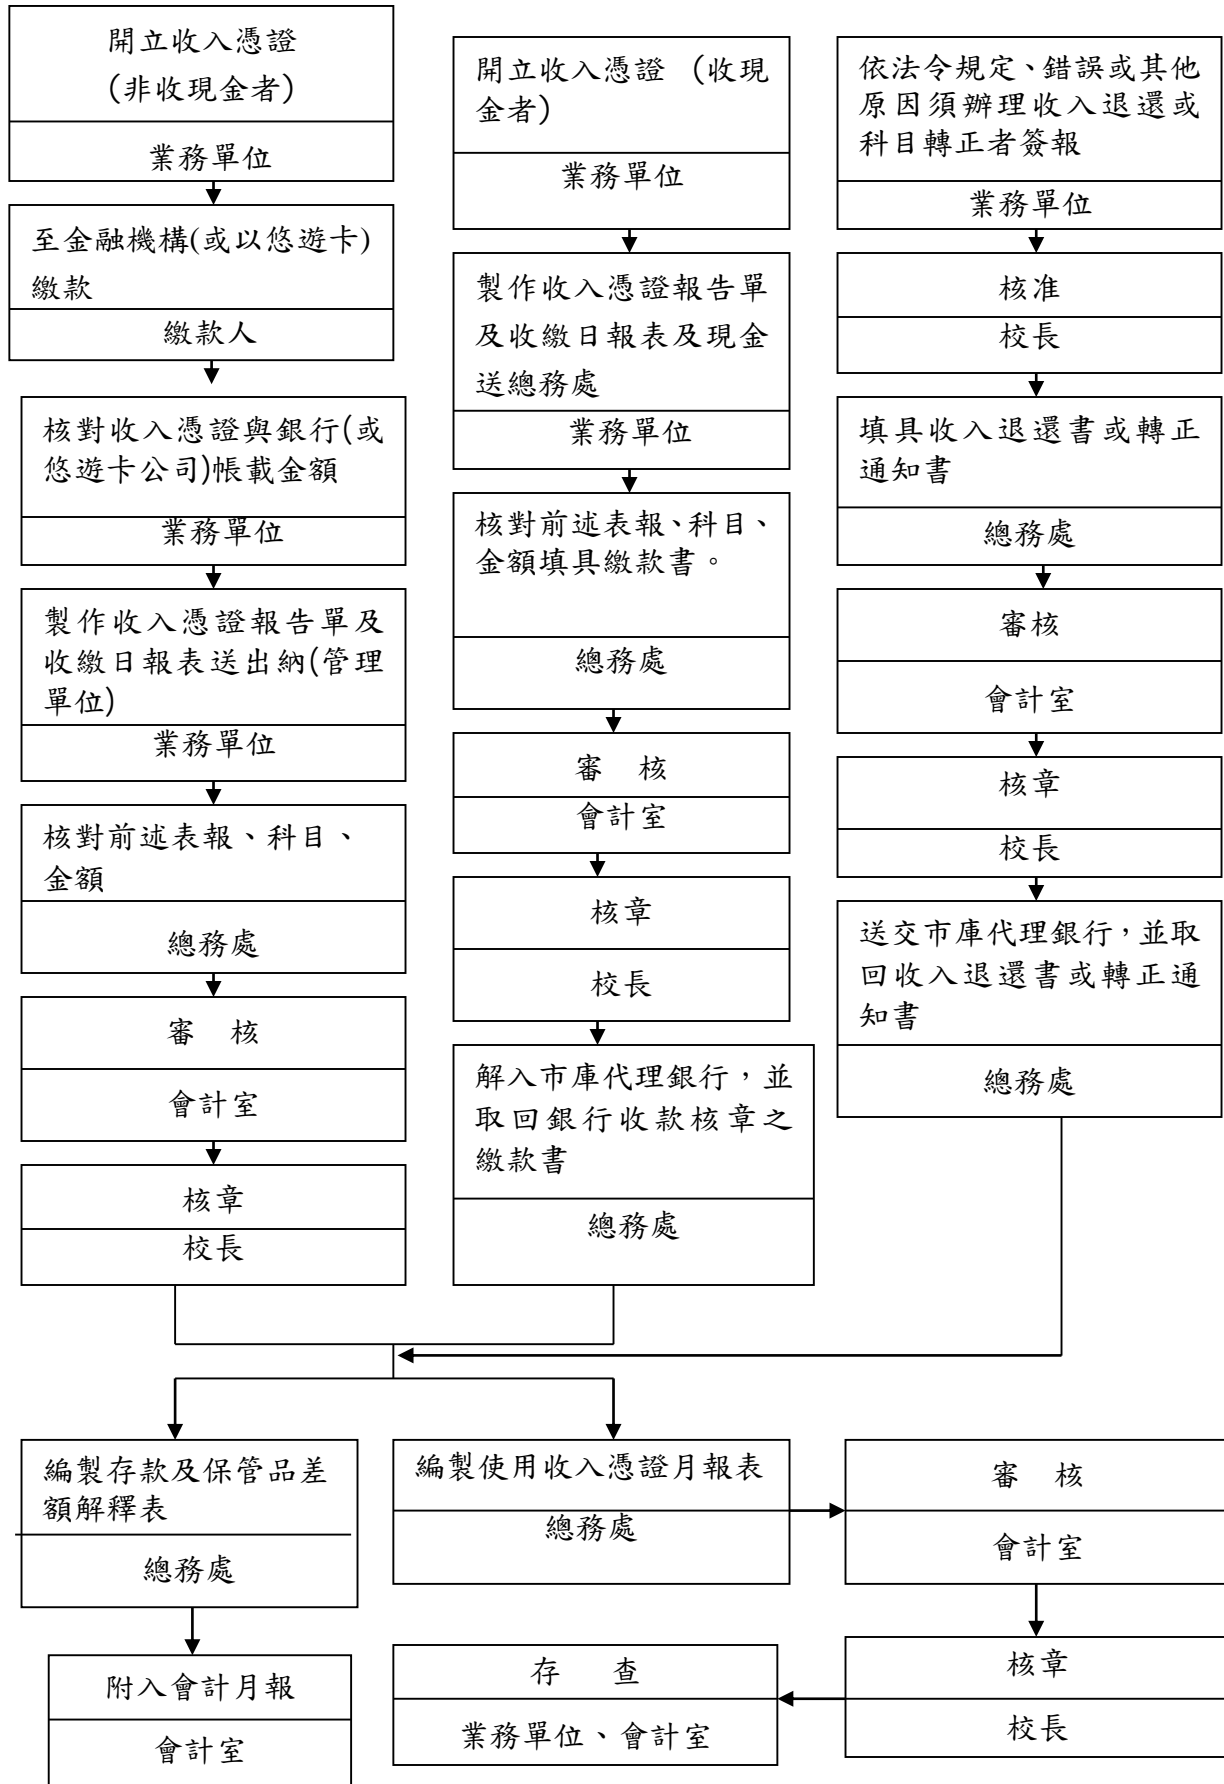 開立收入憑證
(非收現金者)
業務單位
至金融機構(或以悠遊卡)
繳款
繳款人
核對收入憑證與銀行(或
悠遊卡公司)帳載金額
業務單位
製作收入憑證報告單及
收繳日報表送出納(管理
單位)
業務單位
核對前述表報、科目、
金額
總務處
審　核
會計室
核章
校長
開立收入憑證 (收現
金者)
業務單位
製作收入憑證報告單
及收繳日報表及現金
送總務處
業務單位
核對前述表報、科目、
金額填具繳款書。
總務處
審　核
會計室
核章
校長
解入市庫代理銀行，並
取回銀行收款核章之
繳款書
總務處
依法令規定、錯誤或其他
原因須辦理收入退還或
科目轉正者簽報
業務單位
核准
校長
填具收入退還書或轉正
通知書
總務處
審核
會計室
核章
校長
送交市庫代理銀行，並取
回收入退還書或轉正通
知書
總務處
編製存款及保管品差
額解釋表
總務處
附入會計月報
會計室
編製使用收入憑證月報表
總務處
審　核
會計室
核章
校長
存　　查
業務單位、會計室